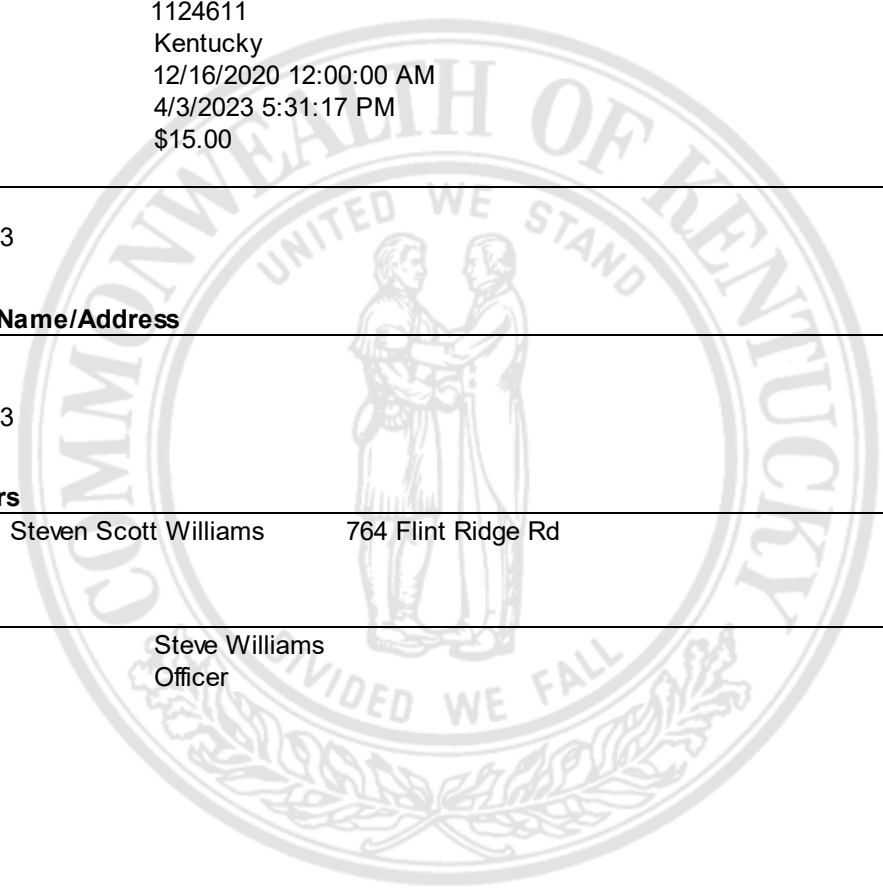 1124611
Kentucky
12/16/2020 12:00:00 AM
4/3/2023 5:31:17 PM
$15.00
3
Name/Address
3
rs
Steven Scott Williams 764 Flint Ridge Rd
Steve Williams
Officer
COMMONWEALTH OF KENTUCKY
UNITED WE STAND
DIVIDED WE FALL